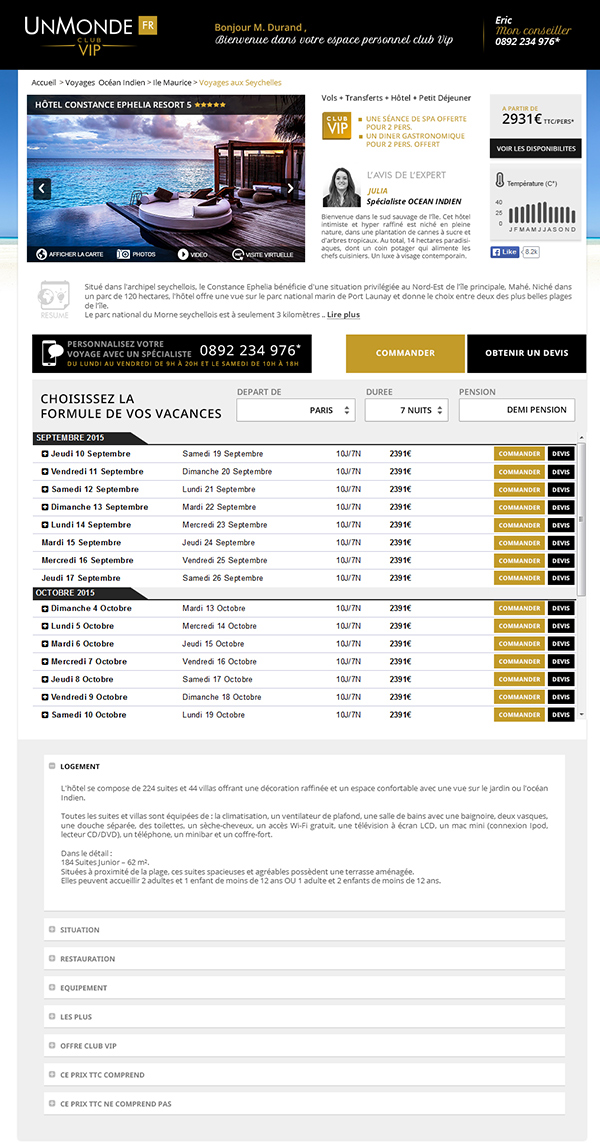 UNMONDE FR
CLUB
VIP
Bonjour M. Durand ,
Bienvenue dans votre espace personnel club Vip
Eric
Mon conseiller
0892 234 976*
Accueil > Voyages Océan Indien > Ile Maurice > Voyages aux Seychelles
HÔTEL CONSTANCE EPHELIA RESORT 5
AFFICHER LA CARTE
PHOTOS
VIDÉO
VISITE VIRTUELLE
Vols + Transferts + Hôtel + Petit Déjeuner
CLUB
VIP
UNE SÉANCE DE SPA OFFERTE
POUR 2 PERS.
UN DINER GASTRONOMIQUE
POUR 2 PERS. OFFERT
L'AVIS DE L'EXPERT
JULIA
Spécialiste OCEAN INDIEN
Bienvenue dans le sud sauvage de l'île. Cet hôtel
intimiste et hyper raffiné est niché en pleine
nature, dans une plantation de cannes à sucre et
d'arbres tropicaux. Au total, 14 hectares paradisi-
aques, dont un coin potager qui alimente les
chefs cuisiniers. Un luxe à visage contemporain.
A PARTIR DE
2931€ TTC/PERS*
VOIR LES DISPONIBILITES
Température (C°)
40
25
0
J F M A M J J A S O N D
Like 8.2k
RESUME
Situé dans l'archipel seychellois, le Constance Ephelia bénéficie d'une situation privilégiée au Nord-Est de l'île principale, Mahé. Niché dans
un parc de 120 hectares, l'hôtel offre une vue sur le parc national marin de Port Launay et donne le choix entre deux des plus belles plages
de l'île.
Le parc national du Morne seychellois est à seulement 3 kilomètres .. Lire plus
PERSONNALISEZ VOTRE
VOYAGE AVEC UN SPÉCIALISTE 0892 234 976*
DU LUNDI AU VENDREDI DE 9H À 20H ET LE SAMEDI DE 10H À 18H
COMMANDER
OBTENIR UN DEVIS
CHOISISSEZ LA
FORMULE DE VOS VACANCES
DEPART DE
PARIS
DUREE
7 NUITS
PENSION
DEMI PENSION
SEPTEMBRE 2015
Jeudi 10 Septembre Samedi 19 Septembre 10J/7N 2391€ COMMANDER DEVIS
Vendredi 11 Septembre Dimanche 20 Septembre 10J/7N 2391€ COMMANDER DEVIS
Samedi 12 Septembre Lundi 21 Septembre 10J/7N 2391€ COMMANDER DEVIS
Dimanche 13 Septembre Mardi 22 Septembre 10J/7N 2391€ COMMANDER DEVIS
Lundi 14 Septembre Mercredi 23 Septembre 10J/7N 2391€ COMMANDER DEVIS
Mardi 15 Septembre Jeudi 24 Septembre 10J/7N 2391€ COMMANDER DEVIS
Mercredi 16 Septembre Vendredi 25 Septembre 10J/7N 2391€ COMMANDER DEVIS
Jeudi 17 Septembre Samedi 26 Septembre 10J/7N 2391€ COMMANDER DEVIS
OCTOBRE 2015
Dimanche 4 Octobre Mardi 13 Octobre 10J/7N 2391€ COMMANDER DEVIS
Lundi 5 Octobre Mercredi 14 Octobre 10J/7N 2391€ COMMANDER DEVIS
Mardi 6 Octobre Jeudi 15 Octobre 10J/7N 2391€ COMMANDER DEVIS
Mercredi 7 Octobre Vendredi 16 Octobre 10J/7N 2391€ COMMANDER DEVIS
Jeudi 8 Octobre Samedi 17 Octobre 10J/7N 2391€ COMMANDER DEVIS
Vendredi 9 Octobre Dimanche 18 Octobre 10J/7N 2391€ COMMANDER DEVIS
Samedi 10 Octobre Lundi 19 Octobre 10J/7N 2391€ COMMANDER DEVIS
LOGEMENT
L'hôtel se compose de 224 suites et 44 villas offrant une décoration raffinée et un espace confortable avec une vue sur le jardin ou l'océan
Indien.
Toutes les suites et villas sont équipées de : la climatisation, un ventilateur de plafond, une salle de bains avec une baignoire, deux vasques,
une douche séparée, des toilettes, un sèche-cheveux, un accès Wi-Fi gratuit, une télévision à écran LCD, un mac mini (connexion Ipod,
lecteur CD/DVD), un téléphone, un minibar et un coffre-fort.
Dans le détail :
184 Suites Junior – 62 m².
Situées à proximité de la plage, ces suites spacieuses et agréables possèdent une terrasse aménagée.
Elles peuvent accueillir 2 adultes et 1 enfant de moins de 12 ans OU 1 adulte et 2 enfants de moins de 12 ans.
SITUATION
RESTAURATION
EQUIPEMENT
LES PLUS
OFFRE CLUB VIP
CE PRIX TTC COMPREND
CE PRIX TTC NE COMPREND PAS